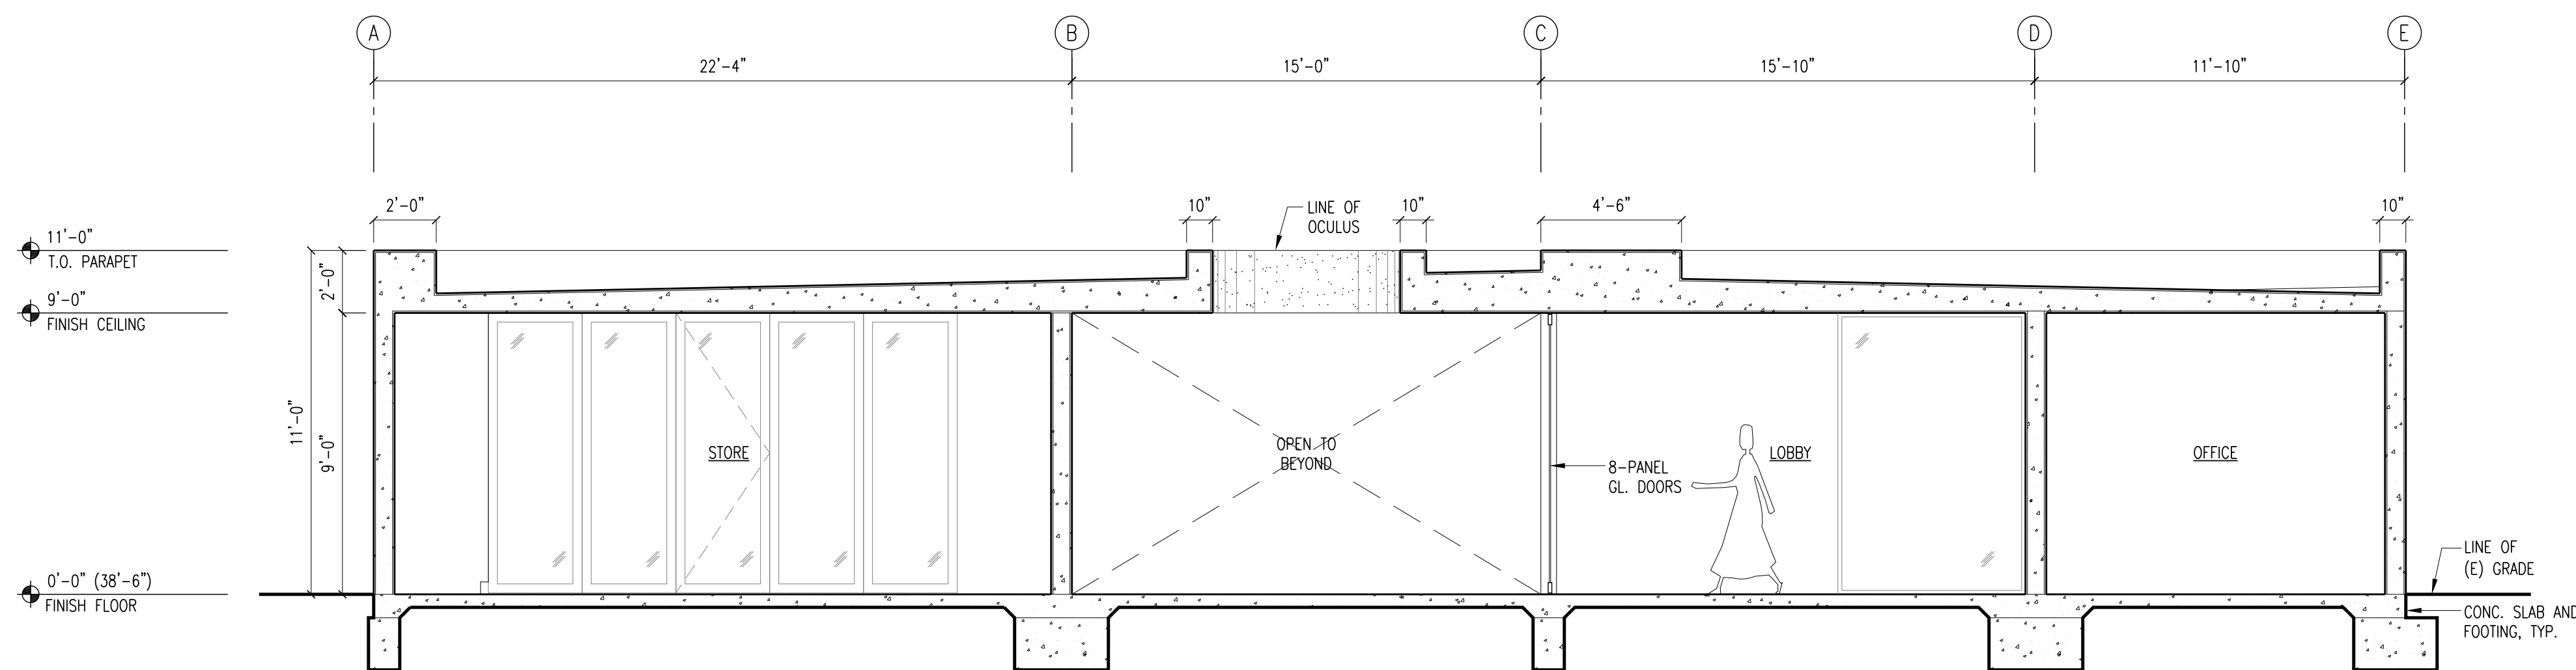 A
B
C
D
E
22'-4"
15'-0"
15'-10"
11'-10"
2'-0"
10"
LINE OF
OCULUS
10"
4'-6"
10"
11'-0"
T.O. PARAPET
2'-0"
9'-0"
FINISH CEILING
11'-0"
9'-0"
STORE
OPEN TO
BEYOND
8-PANEL
GL. DOORS
LOBBY
OFFICE
0'-0" (38'-6")
FINISH FLOOR
LINE OF
(E) GRADE
CONC. SLAB AND
FOOTING, TYP.